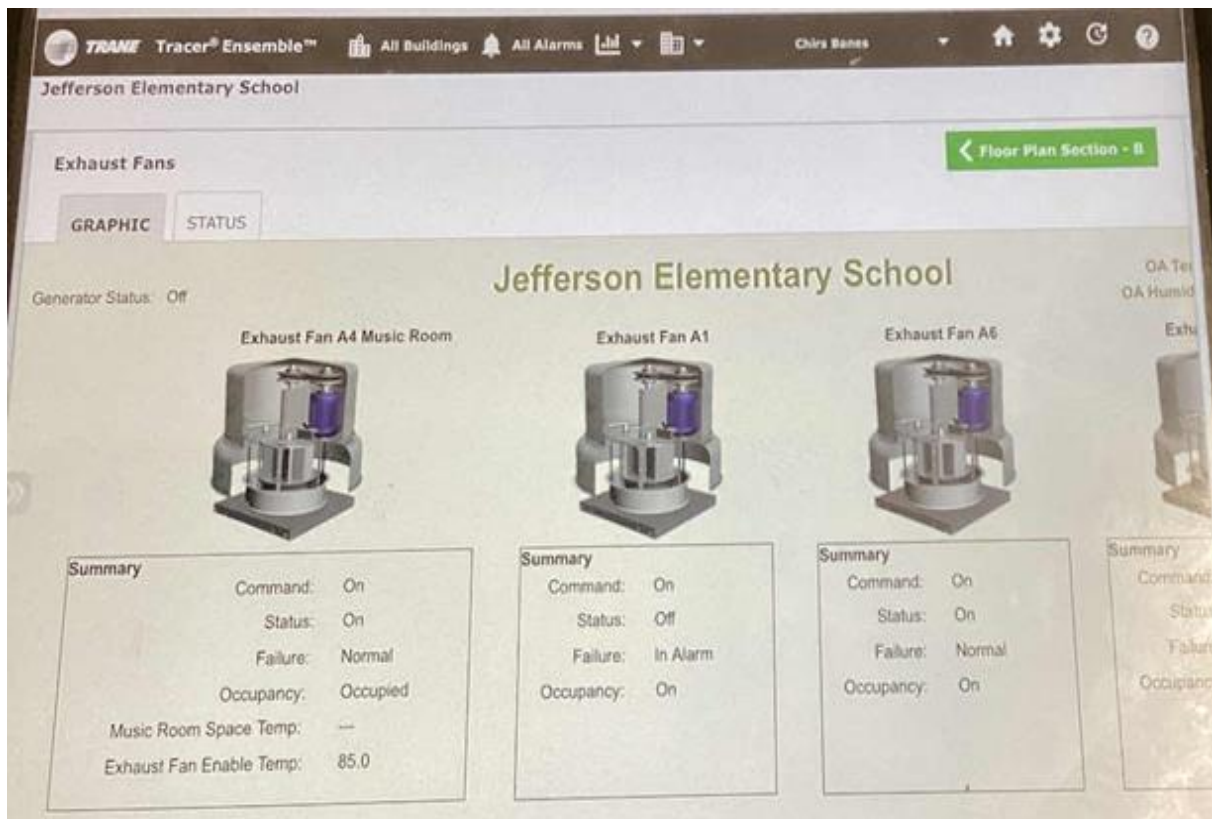 TRANE Tracer® Ensemble™ All Buildings All Alarms Chirs Banes
Jefferson Elementary School
Exhaust Fans
Floor Plan Section - B
GRAPHIC STATUS
Jefferson Elementary School
OA
Generator Status: Off
OA
Exhaust Fan A4 Music Room
Exhaust Fan A1
Exhaust Fan A6
Summary
Command: On
Status: On
Failure: Normal
Occupancy: Occupied
Music Room Space Temp: ---
Exhaust Fan Enable Temp: 85.0
Summary
Command: On
Status: Off
Failure: In Alarm
Occupancy: On
Summary
Command: On
Status: On
Failure: Normal
Occupancy: On
Summary
Command